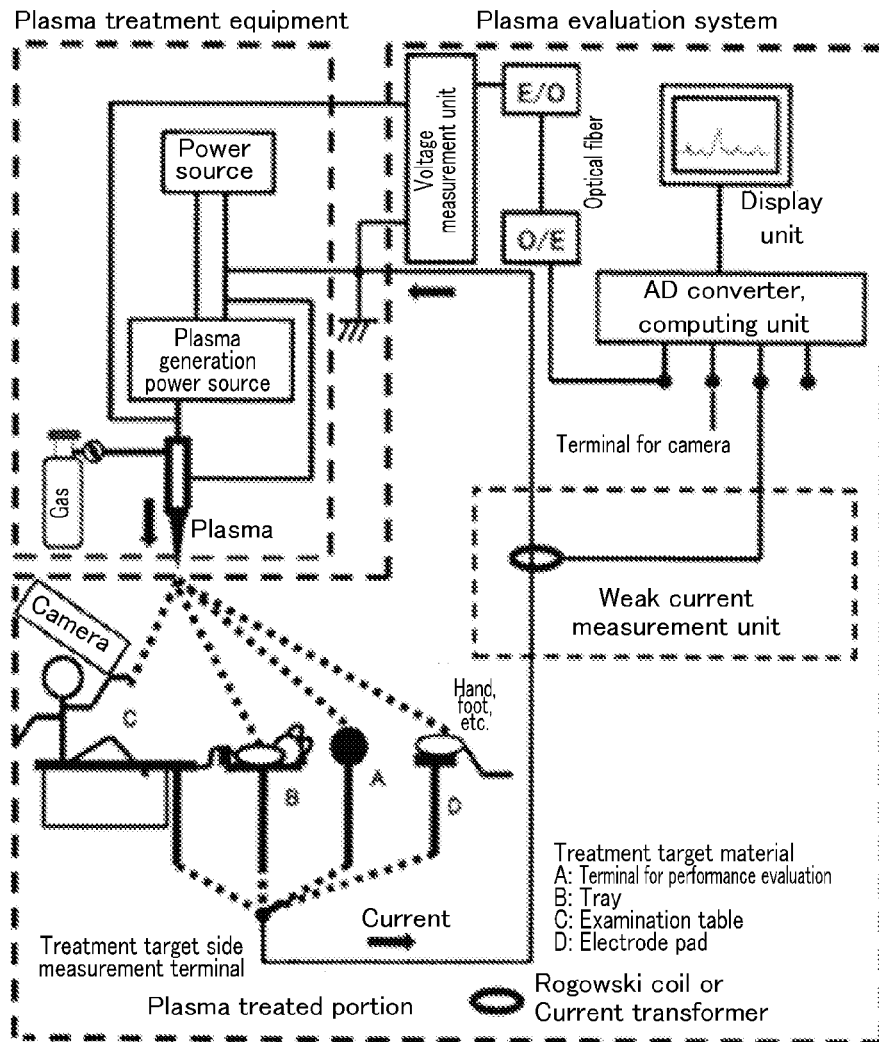 Plasma treatment equipment
Plasma evaluation system
Power
source
Voltage
measurement unit
E/O
Optical fiber
O/E
Display
unit
AD converter,
computing unit
Plasma
generation
power source
Terminal for camera
Gas
Plasma
Weak current
measurement unit
Camera
C
B
A
Hand,
foot,
etc.
D
Treatment target material
A: Terminal for performance evaluation
B: Tray
C: Examination table
D: Electrode pad
Current
Treatment target side
measurement terminal
Plasma treated portion
Rogowski coil or
Current transformer